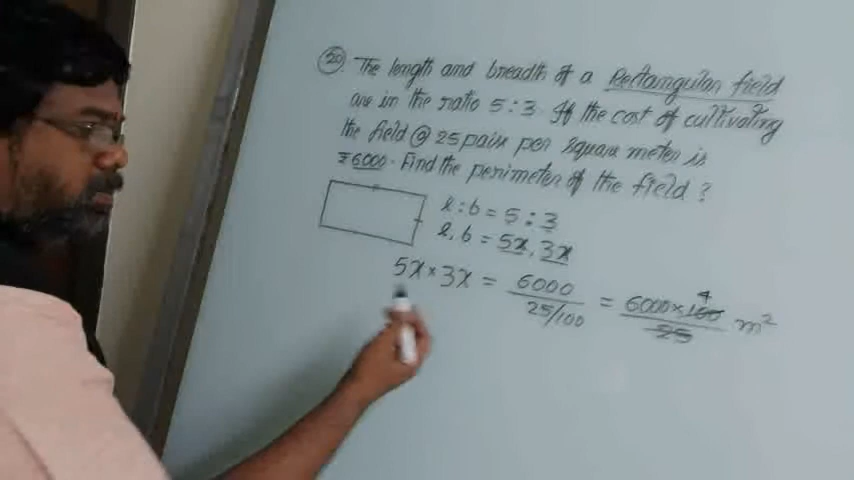 50. The length and breadth of a Rectangular field
are in the ratio 5:3. If the cost of cultivating
the field @ 25 paise per square meter is
₹6000. Find the perimeter of the field?
l : b = 5 : 3
l, b = 5x, 3x
5x × 3x = 6000 / 25/100 = 6000 × 100 / 25 m²
4